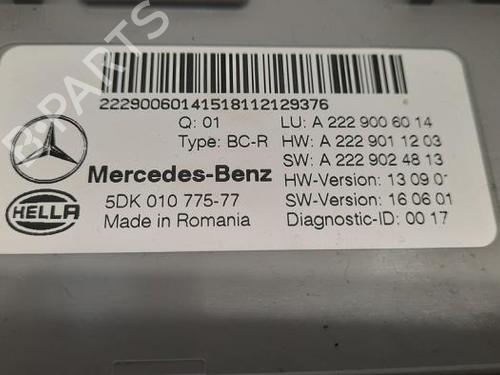 22290060141518112129376
Q: 01 LU: A 222 900 60 14
Type: BC-R HW: A 222 901 12 03
Mercedes-Benz SW: A 222 902 48 13
HW-Version: 13 09 0
HELLA 5DK 010 775-77 SW-Version: 16 06 01
Made in Romania Diagnostic-ID: 00 17